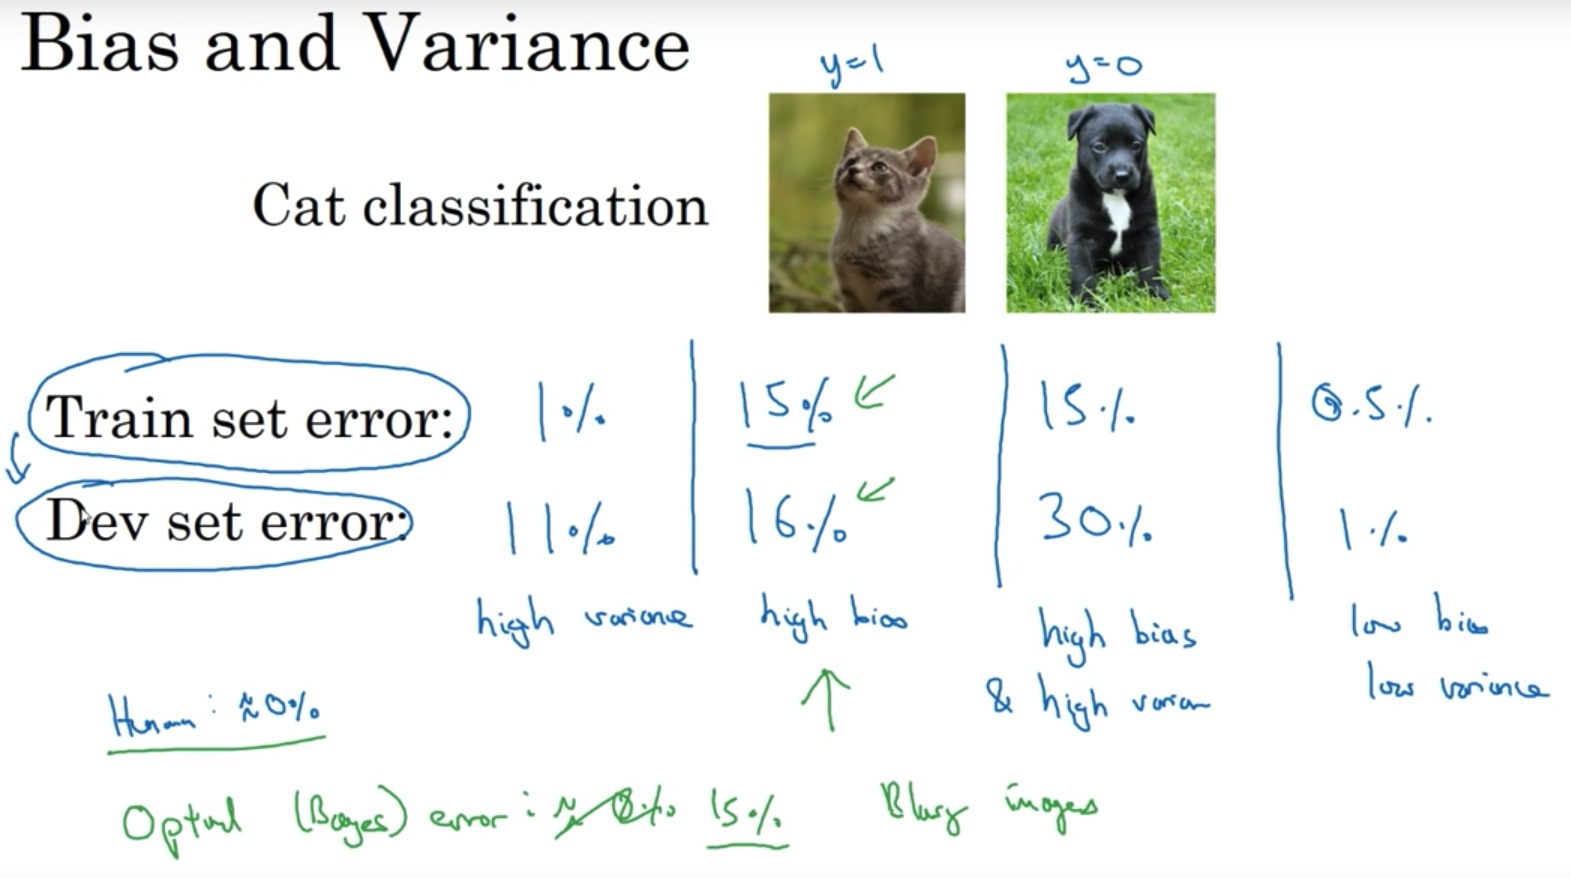 Bias and Variance
y=1 y=0
Cat classification
Train set error: 1% 15% 15% 0.5%
Dev set error: 11% 16% 30% 1%
high variance high bias high bias low bias
& high varian low variance
Human: ≈0%
Optimal (Bayes) error: ≈0% 15% Blurry images